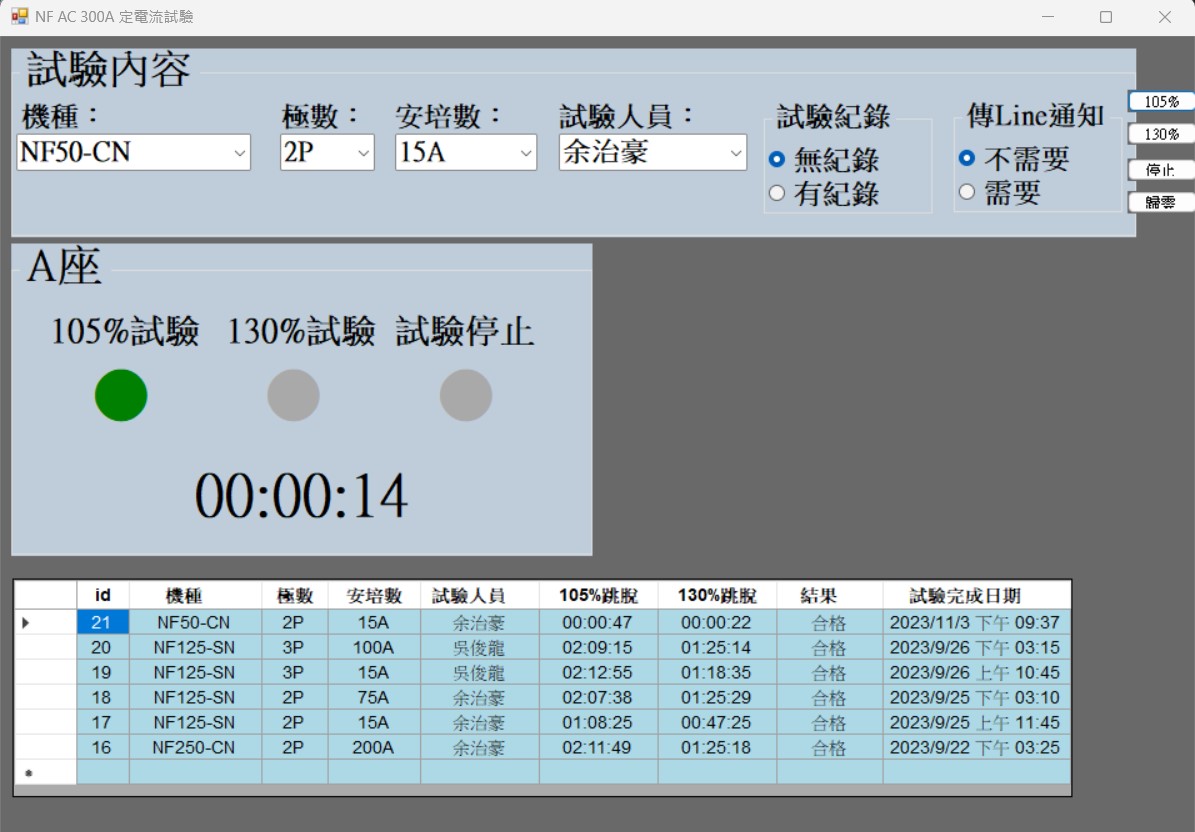 NF AC 300A 定電流試驗
試驗內容
機種： 極數： 安培數： 試驗人員： 試驗紀錄 傳Line通知
NF50-CN 2P 15A 余治豪
無紀錄 不需要
有紀錄 需要
105%
130%
停止
歸零
A座
105%試驗 130%試驗 試驗停止
00:00:14
id 機種 極數 安培數 試驗人員 105%跳脫 130%跳脫 結果 試驗完成日期
21 NF50-CN 2P 15A 余治豪 00:00:47 00:00:22 合格 2023/11/3 下午 09:37
20 NF125-SN 3P 100A 吳俊龍 02:09:15 01:25:14 合格 2023/9/26 下午 03:15
19 NF125-SN 3P 15A 吳俊龍 02:12:55 01:18:35 合格 2023/9/26 上午 10:45
18 NF125-SN 2P 75A 余治豪 02:07:38 01:25:29 合格 2023/9/25 下午 03:10
17 NF125-SN 2P 15A 余治豪 01:08:25 00:47:25 合格 2023/9/25 上午 11:45
16 NF250-CN 2P 200A 余治豪 02:11:49 01:25:18 合格 2023/9/22 下午 03:25